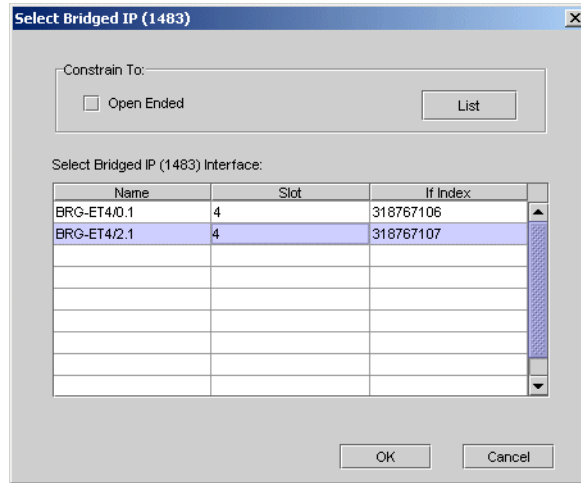 Select Bridged IP (1483)
Constrain To:
Open Ended
List
Select Bridged IP (1483) Interface:
Name Slot If Index
BRG-ET4/0.1 4 318767106
BRG-ET4/2.1 4 318767107
OK Cancel